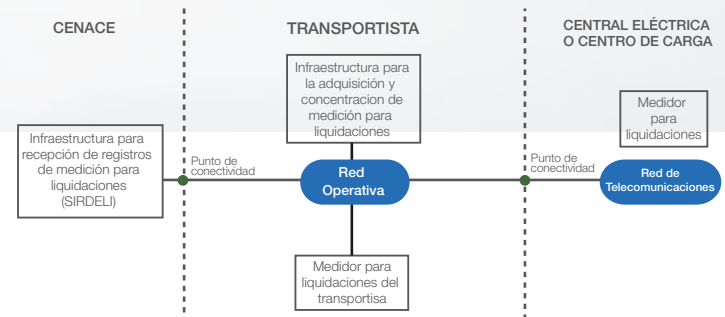 CENACE
TRANSPORTISTA
CENTRAL ELÉCTRICA
O CENTRO DE CARGA
Infraestructura para
la adquisición y
concentracion de
medición para
liquidaciones
Medidor
para
liquidaciones
Infraestructura para
recepción de registros
de medición para
liquidaciones
(SIRDELI)
Punto de
conectividad
Red
Operativa
Punto de
conectividad
Red de
Telecomunicaciones
Medidor para
liquidaciones del
transportisa